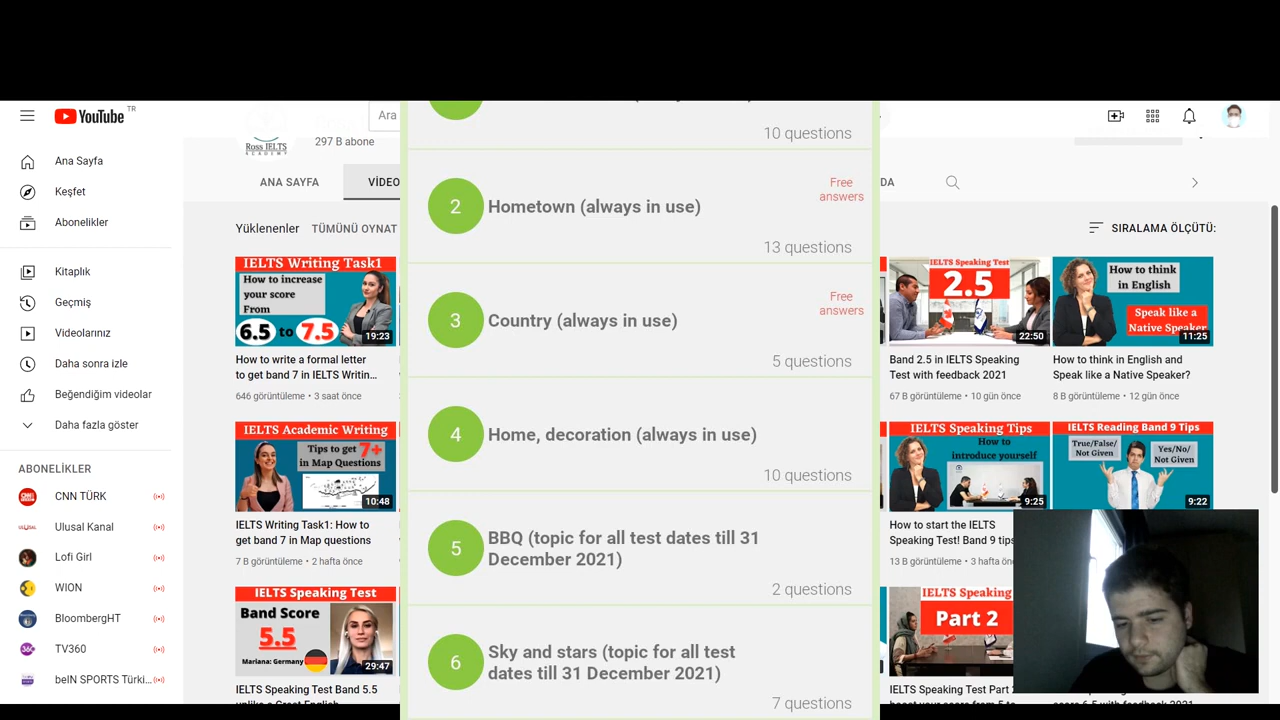 YouTube TR
Ara
Ross IELTS
ACADEMY
297 B abone
ANA SAYFA
VİDEO
DA
Ana Sayfa
Keşfet
Abonelikler
Kitaplık
Geçmiş
Videolarınız
Daha sonra izle
Beğendiğim videolar
Daha fazla göster
ABONELİKLER
CNN TÜRK
Ulusal Kanal
Lofi Girl
WION
BloombergHT
TV360
beIN SPORTS Türki...
Yüklenenler
TÜMÜNÜ OYNAT
SIRALAMA ÖLÇÜTÜ:
IELTS Writing Task1
How to increase
your score
From
6.5 to 7.5
19:23
How to write a formal letter
to get band 7 in IELTS Writin...
646 görüntüleme • 3 saat önce
IELTS Academic Writing
Tips to get 7+
in Map Questions
10:48
IELTS Writing Task1: How to
get band 7 in Map questions
7 B görüntüleme • 2 hafta önce
IELTS Speaking Test
Band Score
5.5
Mariana: Germany
29:47
IELTS Speaking Test Band 5.5
10 questions
2
Hometown (always in use)
Free
answers
13 questions
3
Country (always in use)
Free
answers
5 questions
4
Home, decoration (always in use)
10 questions
5
BBQ (topic for all test dates till 31
December 2021)
2 questions
6
Sky and stars (topic for all test
dates till 31 December 2021)
7 questions
IELTS Speaking Test
2.5
22:50
Band 2.5 in IELTS Speaking
Test with feedback 2021
67 B görüntüleme • 10 gün önce
How to think
in English
Speak like a
Native Speaker
11:25
How to think in English and
Speak like a Native Speaker?
8 B görüntüleme • 12 gün önce
IELTS Speaking Tips
How to
introduce yourself
9:25
How to start the IELTS
Speaking Test! Band 9 tips
13 B görüntüleme • 3 hafta ön
IELTS Reading Band 9 Tips
True/False/
Not Given
Yes/No/
Not Given
9:22
IELTS Speaking
Part 2
IELTS Speaking Test Part